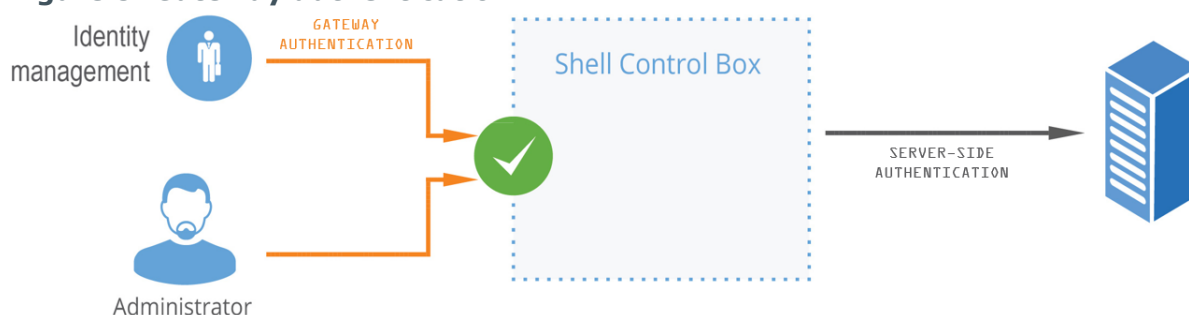 Identity
management
GATEWAY
AUTHENTICATION
Shell Control Box
SERVER-SIDE
AUTHENTICATION
Administrator